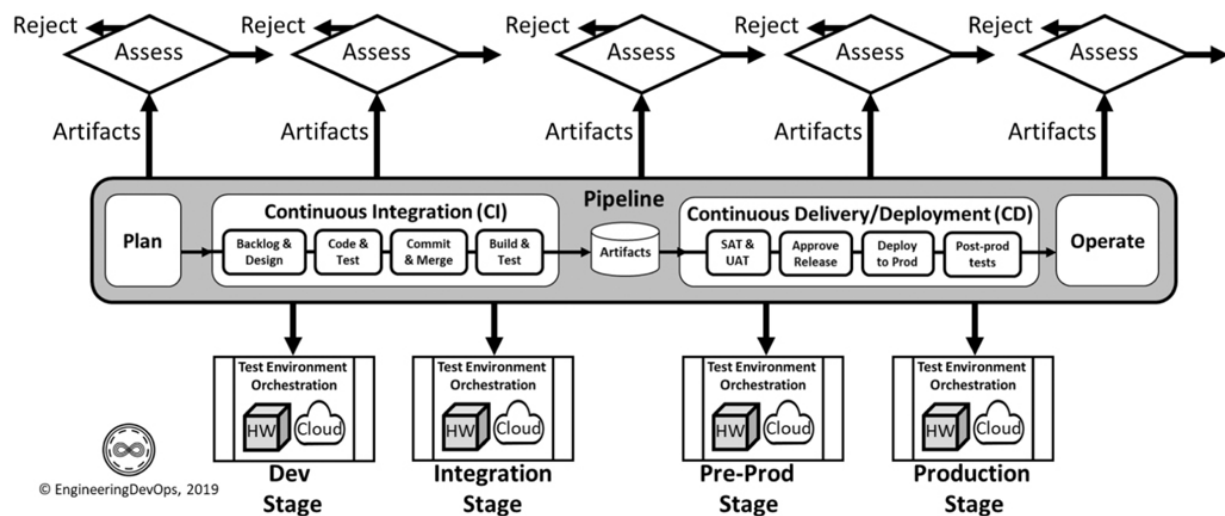 Reject
Assess
Reject
Assess
Reject
Assess
Reject
Assess
Reject
Assess
Artifacts
Artifacts
Artifacts
Artifacts
Artifacts
Pipeline
Plan
Continuous Integration (CI)
Backlog &
Design
Code &
Test
Commit
& Merge
Build &
Test
Artifacts
Continuous Delivery/Deployment (CD)
SAT &
UAT
Approve
Release
Deploy
to Prod
Post-prod
tests
Operate
Test Environment
Orchestration
HW
Cloud
Dev
Stage
Test Environment
Orchestration
HW
Cloud
Integration
Stage
Test Environment
Orchestration
HW
Cloud
Pre-Prod
Stage
Test Environment
Orchestration
HW
Cloud
Production
Stage
© EngineeringDevOps, 2019